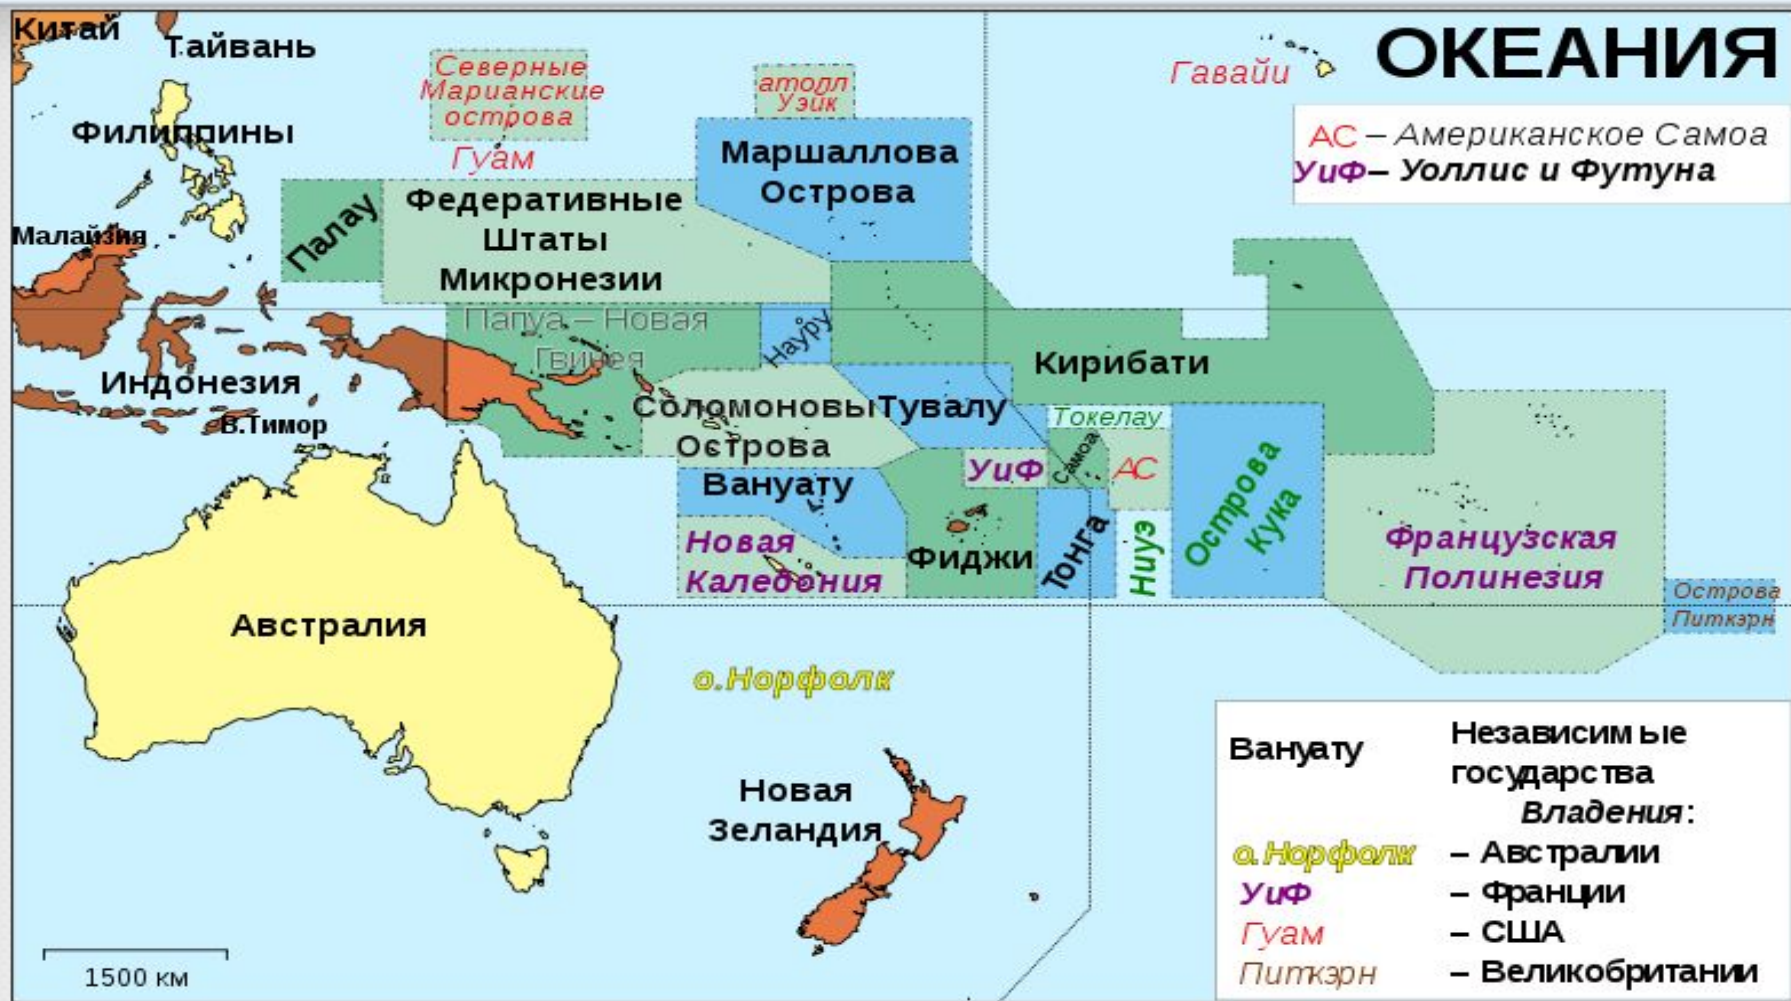 Китай
Тайвань
ОКЕАНИЯ
Гавайи
Северные
Марианские
острова
атолл
Уэйк
АС – Американское Самоа
УиФ– Уоллис и Футуна
Филиппины
Гуам
Маршаллова
Острова
Палау
Федеративные
Штаты
Микронезии
Малайзия
Папуа – Новая
Гвинея
Науру
Кирибати
Индонезия
В.Тимор
Соломоновы
Острова
Тувалу
Токелау
Самоа
УиФ
АС
Острова
Кука
Вануату
Новая
Каледония
Фиджи
Тонга
Ниуэ
Французская
Полинезия
Острова
Питкэрн
Австралия
о.Норфолк
Новая
Зеландия
Вануату Независимые
государства
Владения:
о.Норфолк – Австралии
УиФ – Франции
Гуам – США
Питкэрн – Великобритании
1500 км